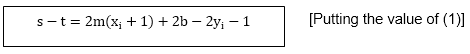 s – t = 2m(xᵢ + 1) + 2b – 2yᵢ – 1 [Putting the value of (1)]